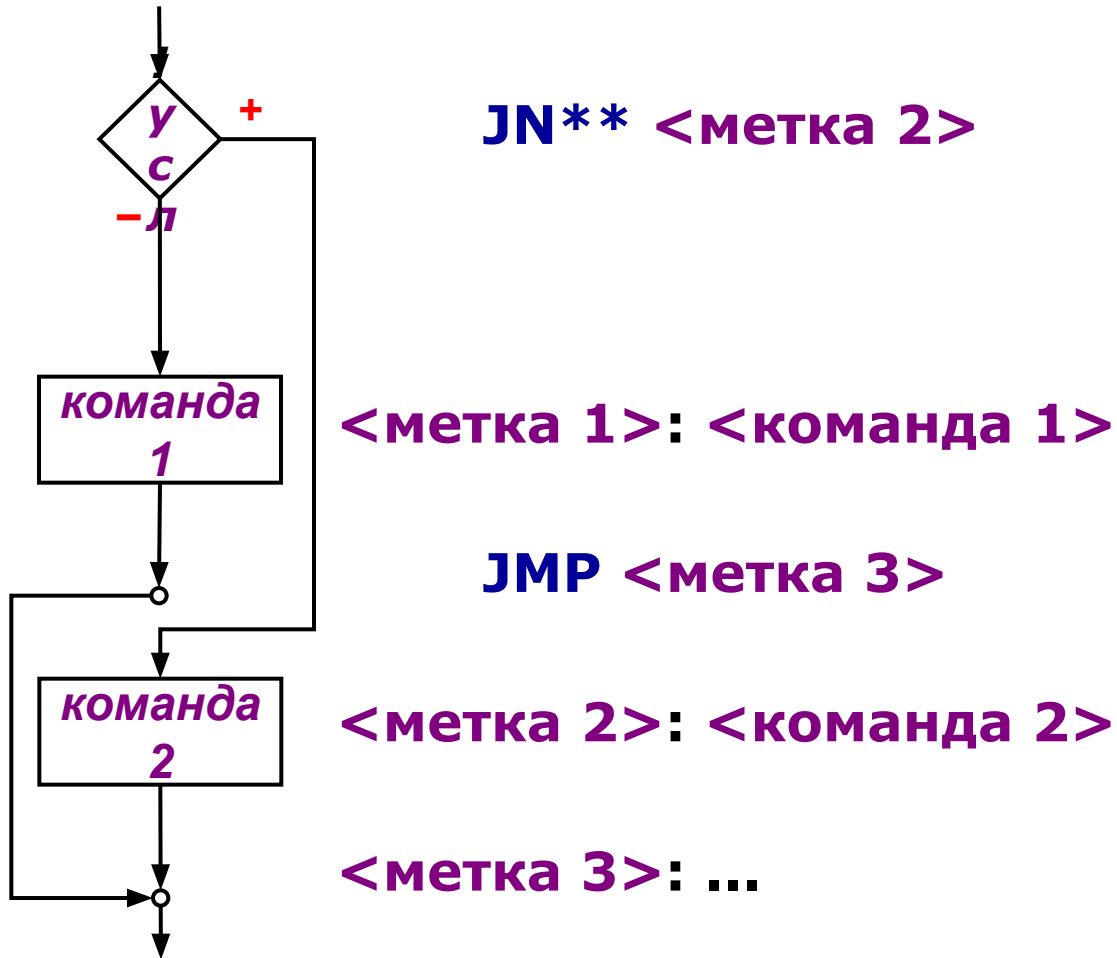 +
у
с
л
–
JN** <метка 2>
команда
1
<метка 1>: <команда 1>
JMP <метка 3>
команда
2
<метка 2>: <команда 2>
<метка 3>: …